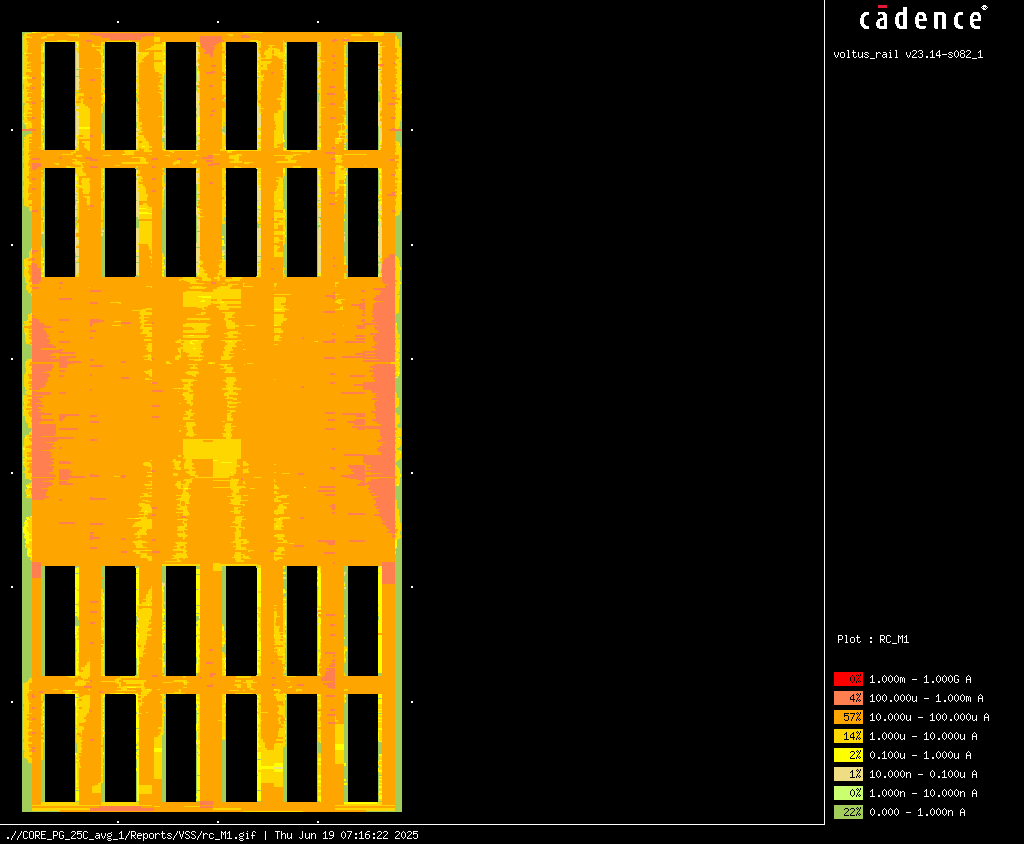 cādence®
voltus_rail v23.14-s082_1
Plot : RC_M1
0% 1.000m - 1.000G A
4% 100.000u - 1.000m A
57% 10.000u - 100.000u A
14% 1.000u - 10.000u A
2% 0.100u - 1.000u A
1% 10.000n - 0.100u A
0% 1.000n - 10.000n A
22% 0.000 - 1.000n A
.//CORE_PG_25C_avg_1/Reports/VSS/rc_M1.gif | Thu Jun 19 07:16:22 2025